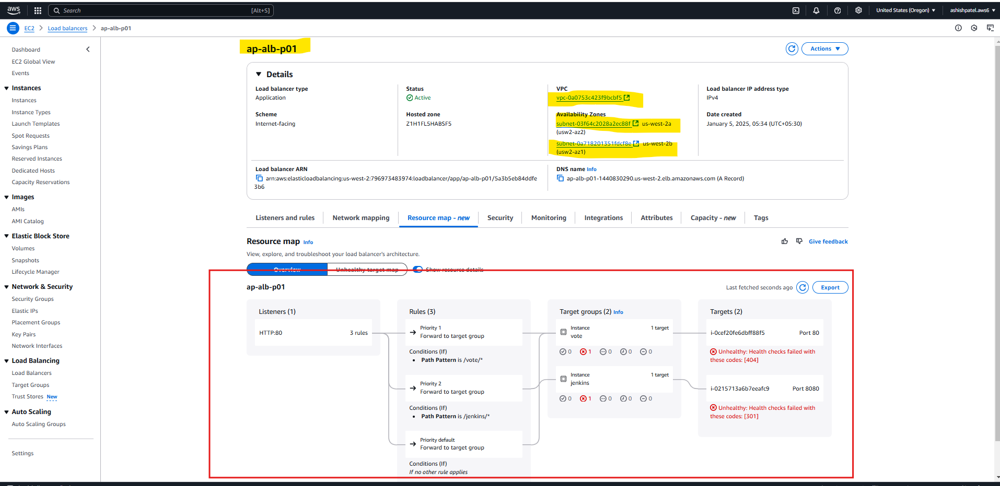 aws
Search
[Alt+S]
United States (Oregon)
ashishpatel.aws6
EC2
Load balancers
ap-alb-p01
Dashboard
EC2 Global View
Events
Instances
Instances
Instance Types
Launch Templates
Spot Requests
Savings Plans
Reserved Instances
Dedicated Hosts
Capacity Reservations
Images
AMIs
AMI Catalog
Elastic Block Store
Volumes
Snapshots
Lifecycle Manager
Network & Security
Security Groups
Elastic IPs
Placement Groups
Key Pairs
Network Interfaces
Load Balancing
Load Balancers
Target Groups
Trust Stores New
Auto Scaling
Auto Scaling Groups
Settings
ap-alb-p01
Actions
Details
Load balancer type
Application
Status
Active
VPC
vpc-0a0753c423f9bcbf5
Load balancer IP address type
IPv4
Scheme
Internet-facing
Hosted zone
Z1H1FL5HABSF5
Availability Zones
subnet-03f64c2028a2ec88f us-west-2a
(usw2-az2)
subnet-0a718201351fdcf8e us-west-2b
(usw2-az1)
Date created
January 5, 2025, 05:34 (UTC+05:30)
Load balancer ARN
arn:aws:elasticloadbalancing:us-west-2:796973483974:loadbalancer/app/ap-alb-p01/5a3b5eb84ddfe
3b6
DNS name Info
ap-alb-p01-1440830290.us-west-2.elb.amazonaws.com (A Record)
Listeners and rules
Network mapping
Resource map - new
Security
Monitoring
Integrations
Attributes
Capacity - new
Tags
Resource map Info
Give feedback
View, explore, and troubleshoot your load balancer's architecture.
Overview
Unhealthy target map
Show resource details
ap-alb-p01
Last fetched seconds ago
Export
Listeners (1)
HTTP:80
3 rules
Rules (3)
Priority 1
Forward to target group
Conditions (If)
• Path Pattern is /vote/*
Priority 2
Forward to target group
Conditions (If)
• Path Pattern is /jenkins/*
Priority default
Forward to target group
Conditions (If)
If no other rule applies
Target groups (2) Info
Instance
vote
1 target
0 1 0 0 0
Instance
jenkins
1 target
0 1 0 0 0
Targets (2)
i-0cef20fe6dbff88f5 Port 80
Unhealthy: Health checks failed with
these codes: [404]
i-0215713a6b7eeafc9 Port 8080
Unhealthy: Health checks failed with
these codes: [301]